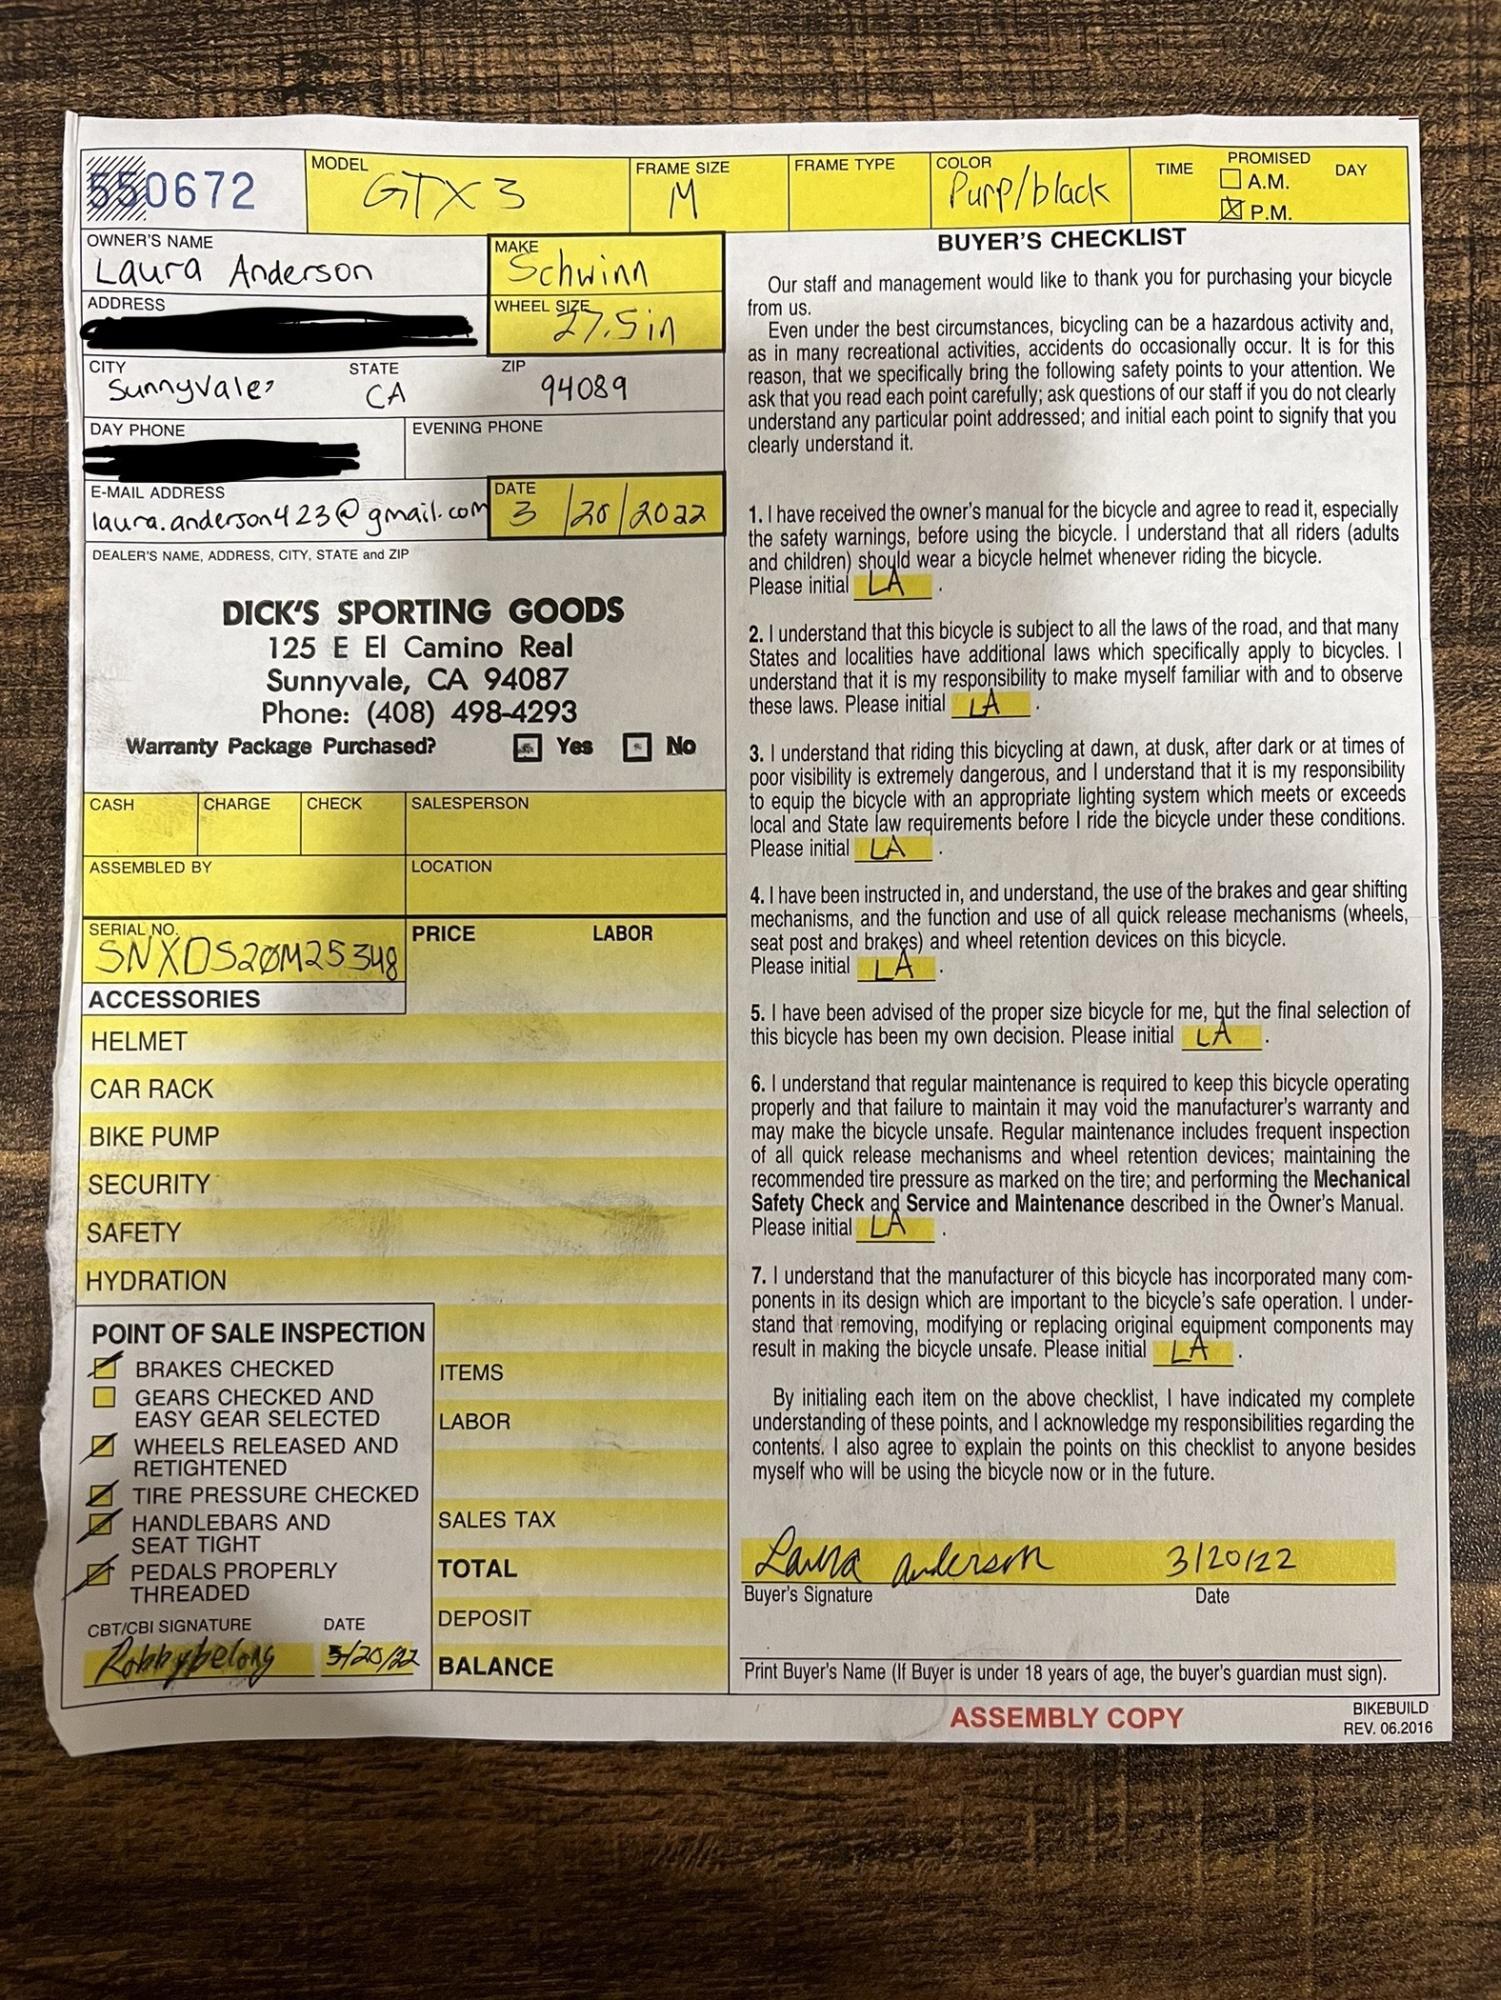 550672
MODEL
GTX 3
FRAME SIZE
M
FRAME TYPE
COLOR
Purp/black
TIME
PROMISED
A.M.
P.M.
DAY
OWNER'S NAME
Laura Anderson
MAKE
Schwinn
ADDRESS
WHEEL SIZE
27.5 in
CITY
Sunnyvale
STATE
CA
ZIP
94089
DAY PHONE
EVENING PHONE
E-MAIL ADDRESS
laura.anderson423@gmail.com
DATE
3/20/2022
DEALER'S NAME, ADDRESS, CITY, STATE and ZIP
DICK'S SPORTING GOODS
125 E El Camino Real
Sunnyvale, CA 94087
Phone: (408) 498-4293
Warranty Package Purchased? Yes No
CASH
CHARGE
CHECK
SALESPERSON
ASSEMBLED BY
LOCATION
SERIAL NO.
SNXDS20M25348
PRICE
LABOR
ACCESSORIES
HELMET
CAR RACK
BIKE PUMP
SECURITY
SAFETY
HYDRATION
POINT OF SALE INSPECTION
BRAKES CHECKED
GEARS CHECKED AND
EASY GEAR SELECTED
WHEELS RELEASED AND
RETIGHTENED
TIRE PRESSURE CHECKED
HANDLEBARS AND
SEAT TIGHT
PEDALS PROPERLY
THREADED
CBT/CBI SIGNATURE
DATE
3/20/22
ITEMS
LABOR
SALES TAX
TOTAL
DEPOSIT
BALANCE
BUYER'S CHECKLIST
Our staff and management would like to thank you for purchasing your bicycle
from us.
Even under the best circumstances, bicycling can be a hazardous activity and,
as in many recreational activities, accidents do occasionally occur. It is for this
reason, that we specifically bring the following safety points to your attention. We
ask that you read each point carefully; ask questions of our staff if you do not clearly
understand any particular point addressed; and initial each point to signify that you
clearly understand it.
1. I have received the owner's manual for the bicycle and agree to read it, especially
the safety warnings, before using the bicycle. I understand that all riders (adults
and children) should wear a bicycle helmet whenever riding the bicycle.
Please initial LA .
2. I understand that this bicycle is subject to all the laws of the road, and that many
States and localities have additional laws which specifically apply to bicycles. I
understand that it is my responsibility to make myself familiar with and to observe
these laws. Please initial LA .
3. I understand that riding this bicycling at dawn, at dusk, after dark or at times of
poor visibility is extremely dangerous, and I understand that it is my responsibility
to equip the bicycle with an appropriate lighting system which meets or exceeds
local and State law requirements before I ride the bicycle under these conditions.
Please initial LA .
4. I have been instructed in, and understand, the use of the brakes and gear shifting
mechanisms, and the function and use of all quick release mechanisms (wheels,
seat post and brakes) and wheel retention devices on this bicycle.
Please initial LA .
5. I have been advised of the proper size bicycle for me, but the final selection of
this bicycle has been my own decision. Please initial LA .
6. I understand that regular maintenance is required to keep this bicycle operating
properly and that failure to maintain it may void the manufacturer's warranty and
may make the bicycle unsafe. Regular maintenance includes frequent inspection
of all quick release mechanisms and wheel retention devices; maintaining the
recommended tire pressure as marked on the tire; and performing the Mechanical
Safety Check and Service and Maintenance described in the Owner's Manual.
Please initial LA .
7. I understand that the manufacturer of this bicycle has incorporated many com-
ponents in its design which are important to the bicycle's safe operation. I under-
stand that removing, modifying or replacing original equipment components may
result in making the bicycle unsafe. Please initial LA .
By initialing each item on the above checklist, I have indicated my complete
understanding of these points, and I acknowledge my responsibilities regarding the
contents. I also agree to explain the points on this checklist to anyone besides
myself who will be using the bicycle now or in the future.
Laura Anderson 3/20/22
Buyer's Signature Date
Print Buyer's Name (If Buyer is under 18 years of age, the buyer's guardian must sign).
ASSEMBLY COPY
BIKEBUILD
REV. 06.2016